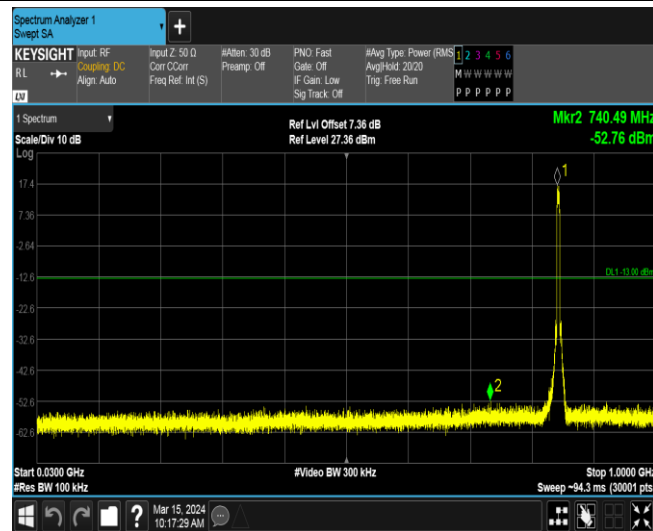 Spectrum Analyzer 1
Swept SA
+
KEYSIGHT
RL
LXI
Input: RF
Coupling: DC
Align: Auto
Input Z: 50 Ω
Corr CCorr
Freq Ref: Int (S)
#Atten: 30 dB
Preamp: Off
PNO: Fast
Gate: Off
IF Gain: Low
Sig Track: Off
#Avg Type: Power (RMS
Avg|Hold: 20/20
Trig: Free Run
1 2 3 4 5 6
M W W W W W
P P P P P P
1 Spectrum
Scale/Div 10 dB
Ref Lvl Offset 7.36 dB
Ref Level 27.36 dBm
Mkr2 740.49 MHz
-52.76 dBm
Log
1
17.4
7.36
-2.64
DL1 -13.00 dBm
-12.6
-22.6
-32.6
-42.6
2
-52.6
-62.6
Start 0.0300 GHz
#Video BW 300 kHz
Stop 1.0000 GHz
#Res BW 100 kHz
Sweep ~94.3 ms (30001 pts
?
Mar 15, 2024
10:17:29 AM